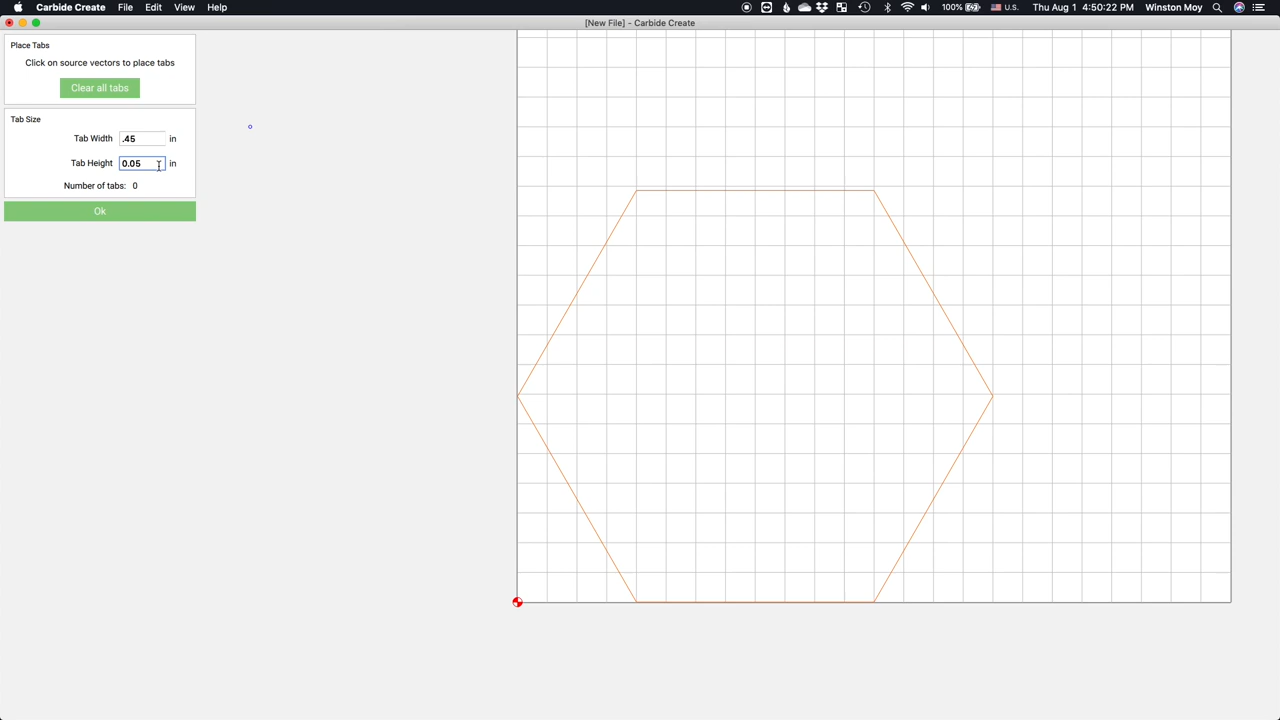 Carbide Create File Edit View Help 100% U.S. Thu Aug 1 4:50:22 PM Winston Moy
[New File] - Carbide Create
Place Tabs
Click on source vectors to place tabs
Clear all tabs
Tab Size
Tab Width .45 in
Tab Height 0.05 in
Number of tabs: 0
Ok